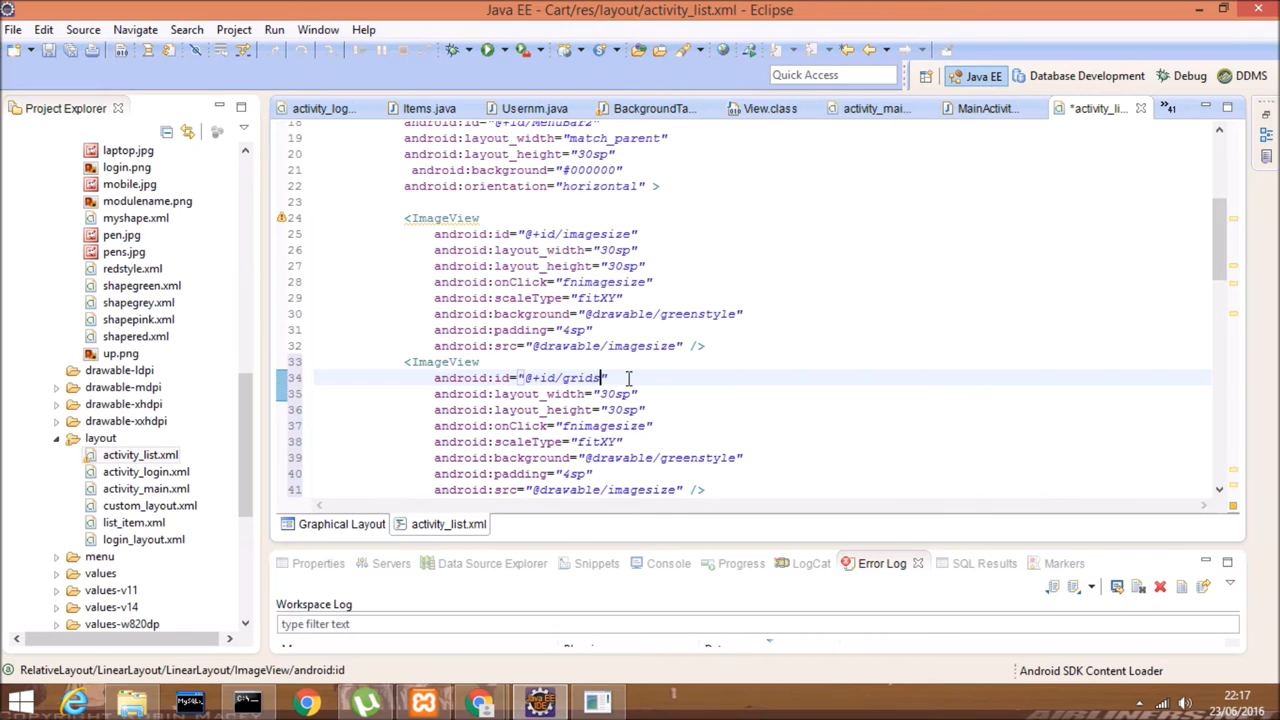 Java EE - Cart/res/layout/activity_list.xml - Eclipse
File Edit Source Navigate Search Project Run Window Help
Quick Access
Java EE Database Development Debug DDMS
Project Explorer
activity_log... Items.java Usernm.java BackgroundTa... View.class activity_mai... MainActivit... *activity_li... 41
laptop.jpg
login.png
mobile.jpg
modulename.png
myshape.xml
pen.jpg
pens.jpg
redstyle.xml
shapegreen.xml
shapegrey.xml
shapepink.xml
shapered.xml
up.png
drawable-ldpi
drawable-mdpi
drawable-xhdpi
drawable-xxhdpi
layout
activity_list.xml
activity_login.xml
activity_main.xml
custom_layout.xml
list_item.xml
login_layout.xml
menu
values
values-v11
values-v14
values-w820dp
18 android:id="@+id/MenuBar2"
19 android:layout_width="match_parent"
20 android:layout_height="30sp"
21 android:background="#000000"
22 android:orientation="horizontal" >
23
24 <ImageView
25 android:id="@+id/imagesize"
26 android:layout_width="30sp"
27 android:layout_height="30sp"
28 android:onClick="fnimagesize"
29 android:scaleType="fitXY"
30 android:background="@drawable/greenstyle"
31 android:padding="4sp"
32 android:src="@drawable/imagesize" />
33 <ImageView
34 android:id="@+id/grids"
35 android:layout_width="30sp"
36 android:layout_height="30sp"
37 android:onClick="fnimagesize"
38 android:scaleType="fitXY"
39 android:background="@drawable/greenstyle"
40 android:padding="4sp"
41 android:src="@drawable/imagesize" />
Graphical Layout activity_list.xml
Properties Servers Data Source Explorer Snippets Console Progress LogCat Error Log SQL Results Markers
Workspace Log
type filter text
RelativeLayout/LinearLayout/LinearLayout/ImageView/android:id
Android SDK Content Loader
22:17
23/06/2016